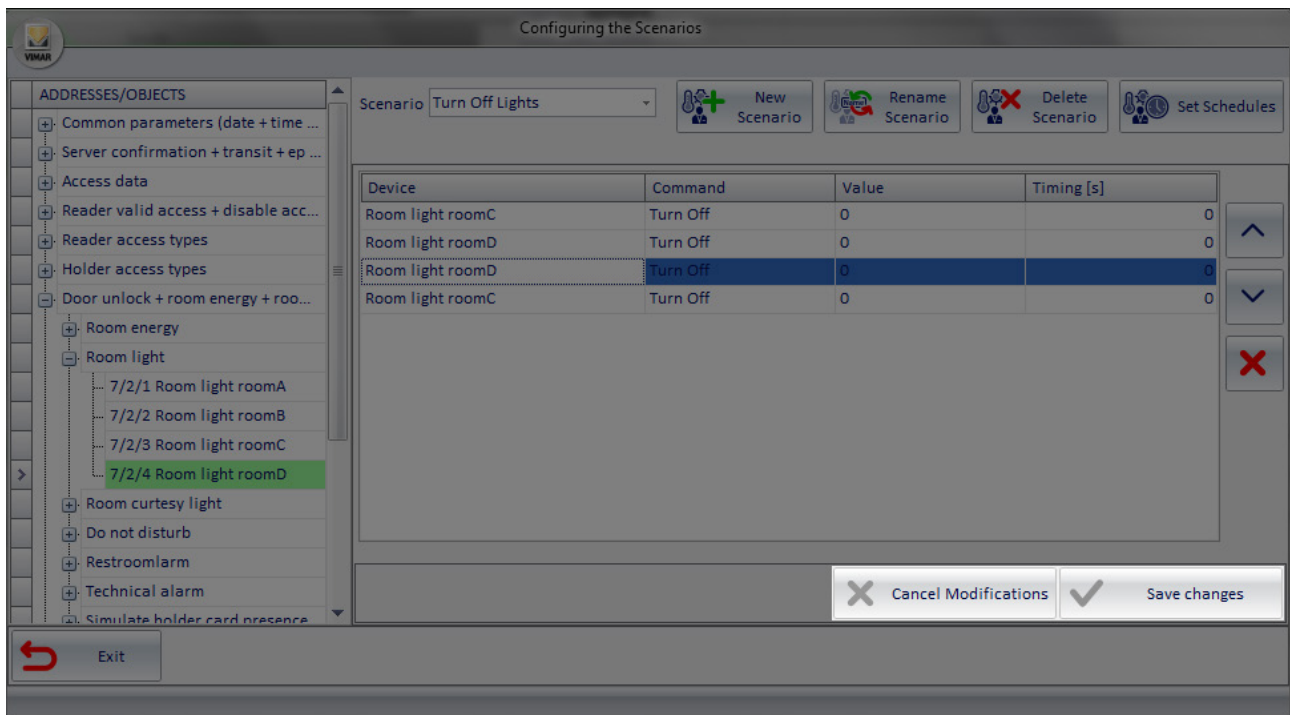 Configuring the Scenarios
VIMAR
ADDRESSES/OBJECTS
Common parameters (date + time ...
Server confirmation + transit + ep ...
Access data
Reader valid access + disable acc...
Reader access types
Holder access types
Door unlock + room energy + roo...
Room energy
Room light
7/2/1 Room light roomA
7/2/2 Room light roomB
7/2/3 Room light roomC
7/2/4 Room light roomD
Room curtesy light
Do not disturb
Restroomlarm
Technical alarm
Simulate holder card presence
Scenario Turn Off Lights
New
Scenario
Name
Rename
Scenario
Delete
Scenario
Set Schedules
Device Command Value Timing [s]
Room light roomC Turn Off 0 0
Room light roomD Turn Off 0 0
Room light roomD Turn Off 0 0
Room light roomC Turn Off 0 0
Cancel Modifications
Save changes
Exit